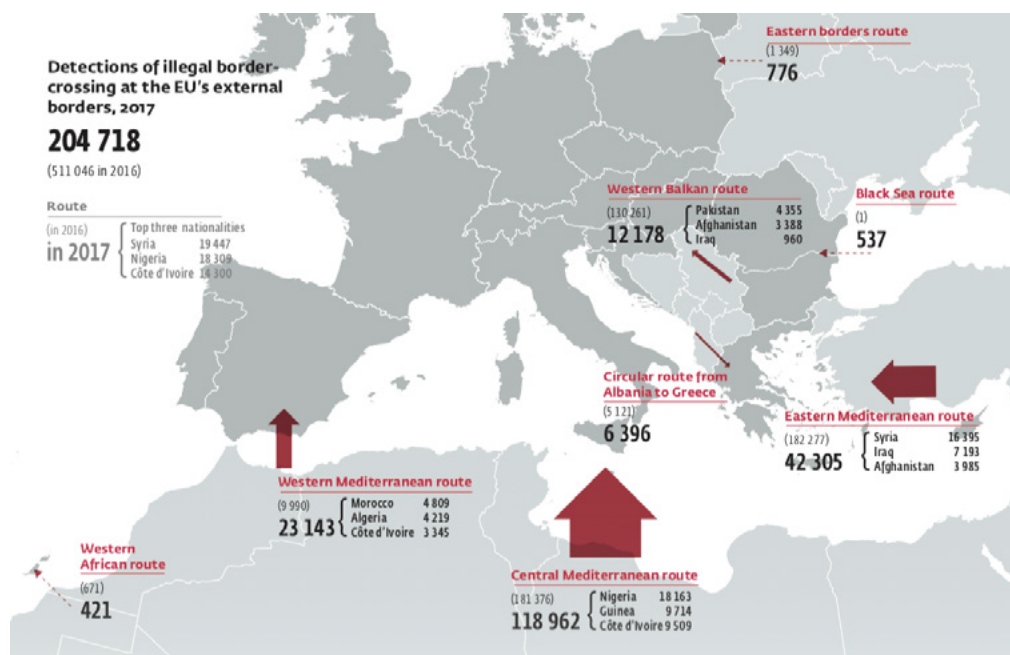 Detections of illegal border-
crossing at the EU's external
borders, 2017
204 718
(511 046 in 2016)
Route
(in 2016)
in 2017
Top three nationalities
Syria 19 447
Nigeria 18 309
Côte d'Ivoire 14 300
Eastern borders route
(1 349)
776
Western Balkan route
(130 261)
12 178
Pakistan 4 355
Afghanistan 3 388
Iraq 960
Black Sea route
(1)
537
Circular route from
Albania to Greece
(5 121)
6 396
Eastern Mediterranean route
(182 277)
42 305
Syria 16 395
Iraq 7 193
Afghanistan 3 985
Western Mediterranean route
(9 990)
23 143
Morocco 4 809
Algeria 4 219
Côte d'Ivoire 3 345
Western
African route
(671)
421
Central Mediterranean route
(181 376)
118 962
Nigeria 18 163
Guinea 9 714
Côte d'Ivoire 9 509